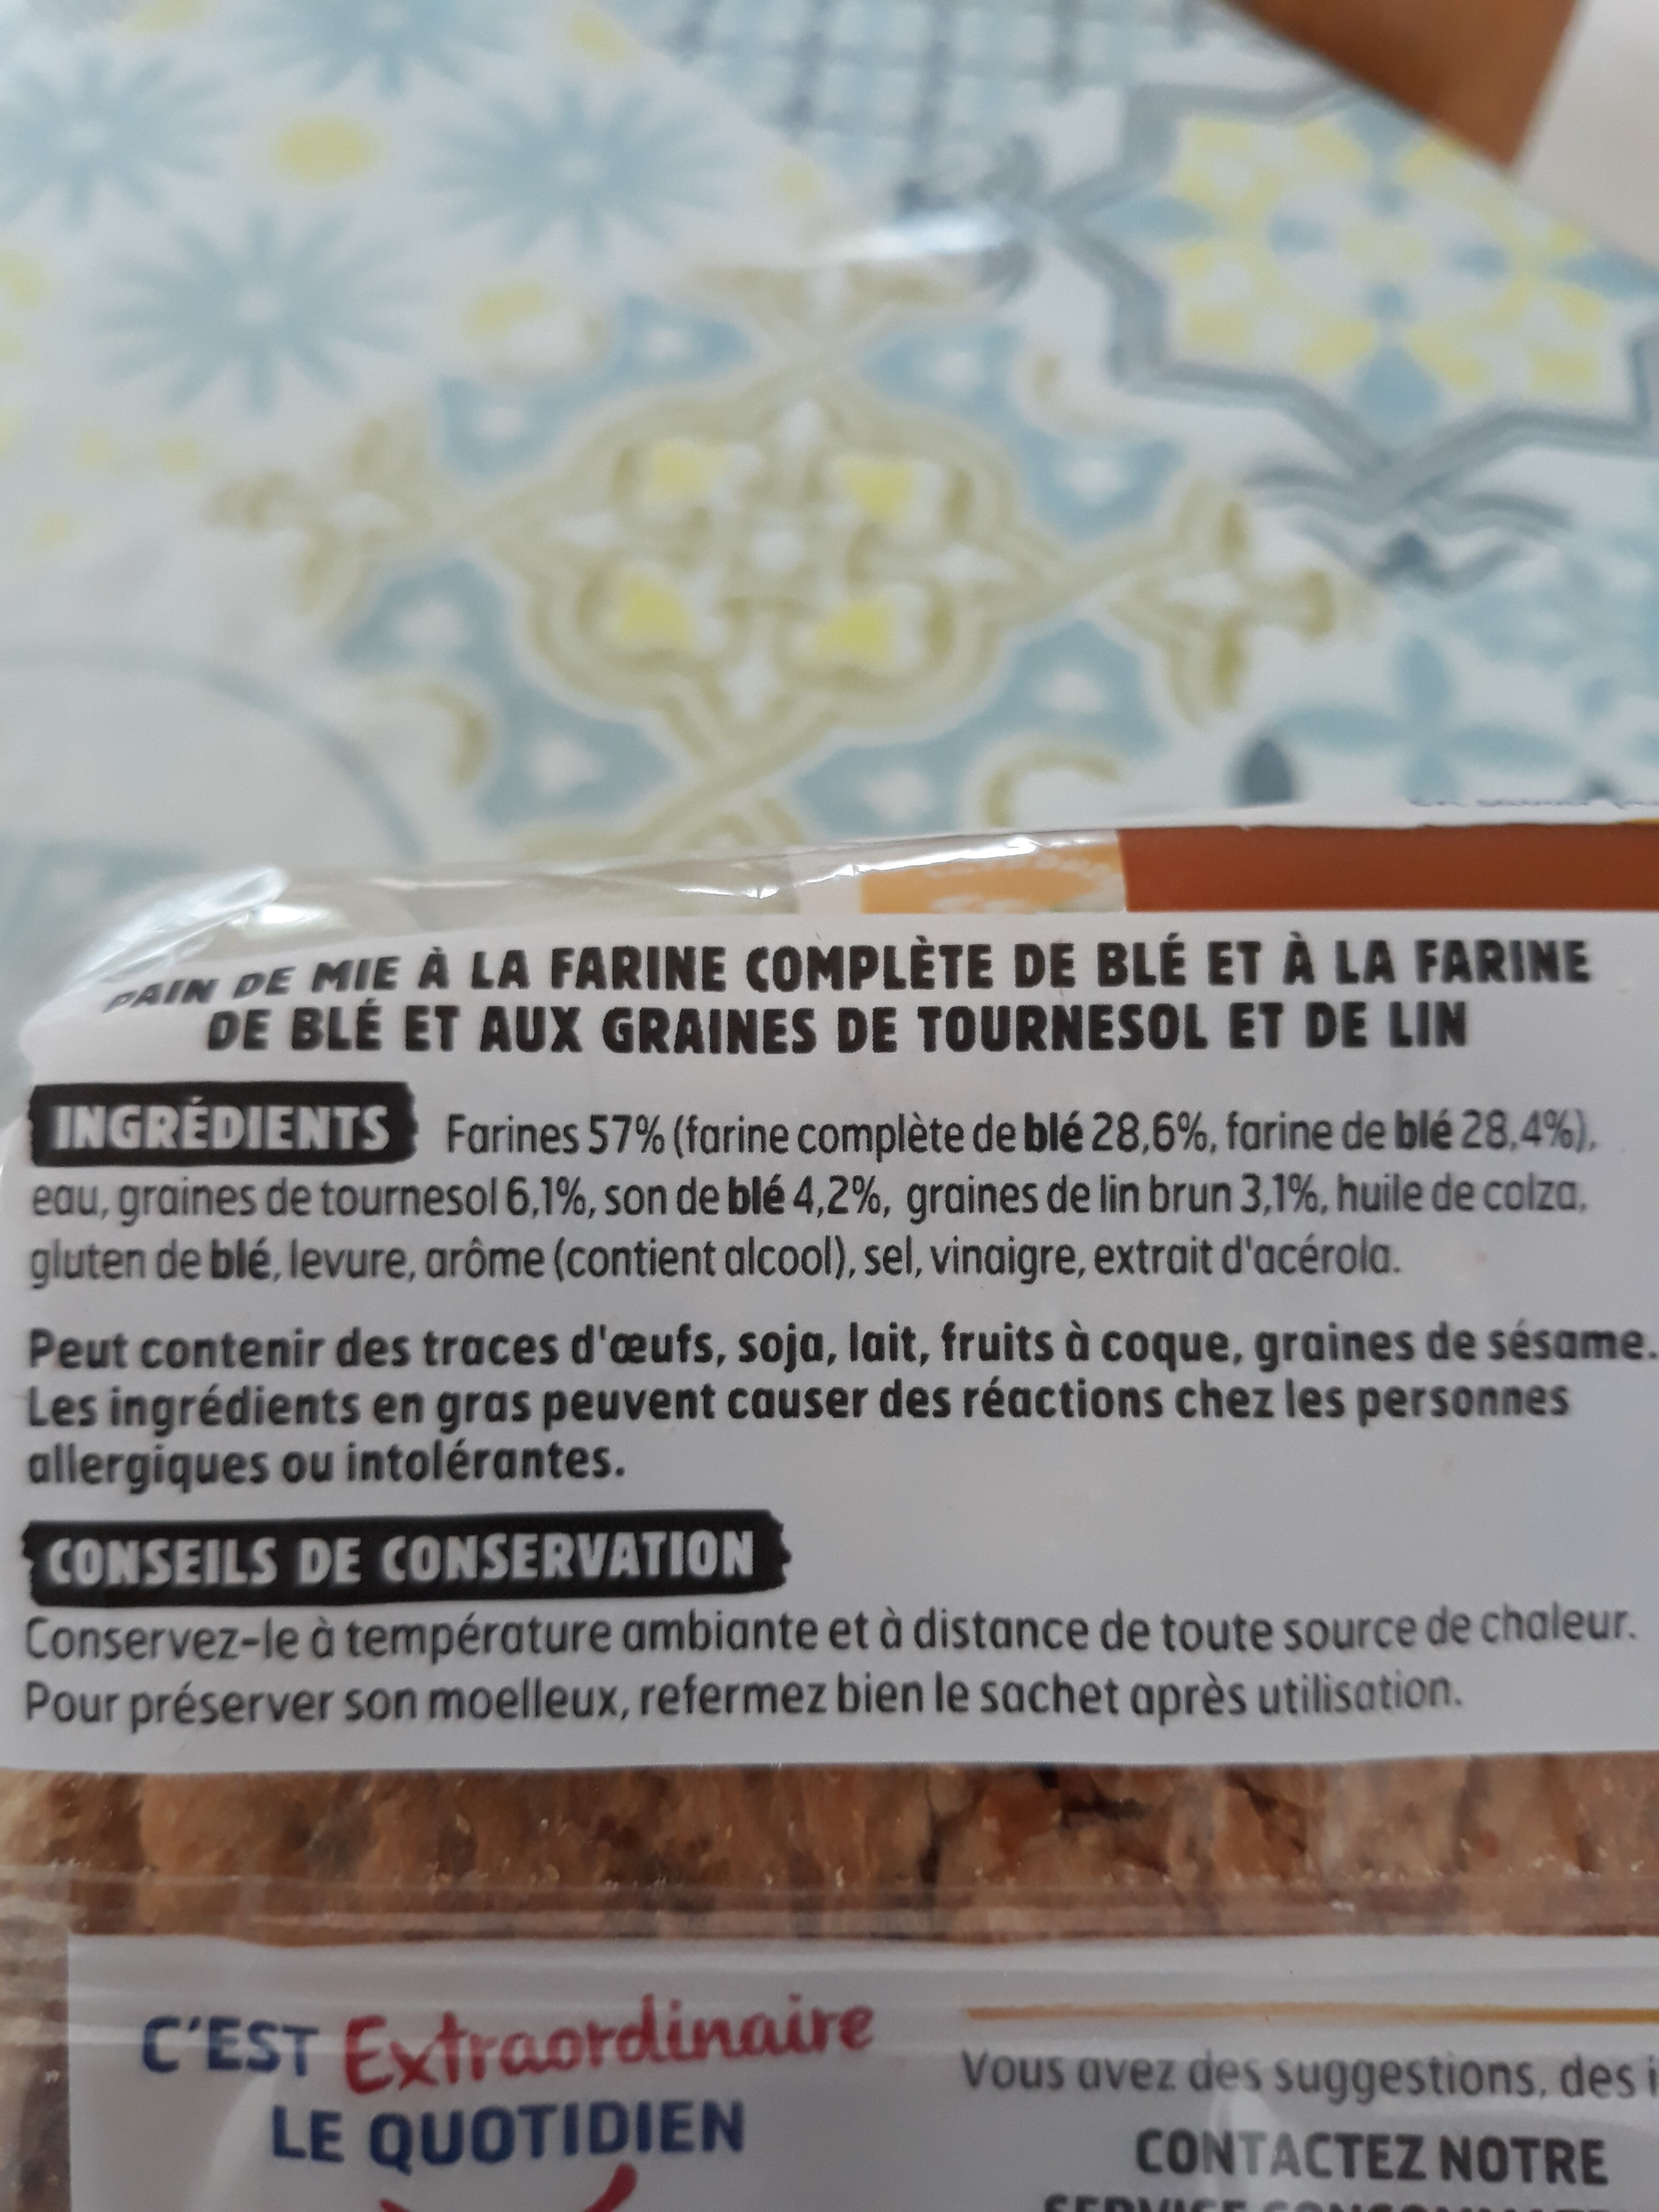 PAIN DE MIE À LA FARINE COMPLÈTE DE BLÉ ET À LA FARINE
DE BLÉ ET AUX GRAINES DE TOURNESOL ET DE LIN
INGRÉDIENTS Farines 57% (farine complète de blé 28,6%, farine de blé 28,4%),
eau, graines de tournesol 6,1%, son de blé 4,2%, graines de lin brun 3,1%, huile de colza,
gluten de blé, levure, arôme (contient alcool), sel, vinaigre, extrait d'acérola.
Peut contenir des traces d'œufs, soja, lait, fruits à coque, graines de sésame.
Les ingrédients en gras peuvent causer des réactions chez les personnes
allergiques ou intolérantes.
CONSEILS DE CONSERVATION
Conservez-le à température ambiante et à distance de toute source de chaleur.
Pour préserver son moelleux, refermez bien le sachet après utilisation.
C'EST Extraordinaire
LE QUOTIDIEN
Vous avez des suggestions, des
CONTACTEZ NOTRE
SERVICE